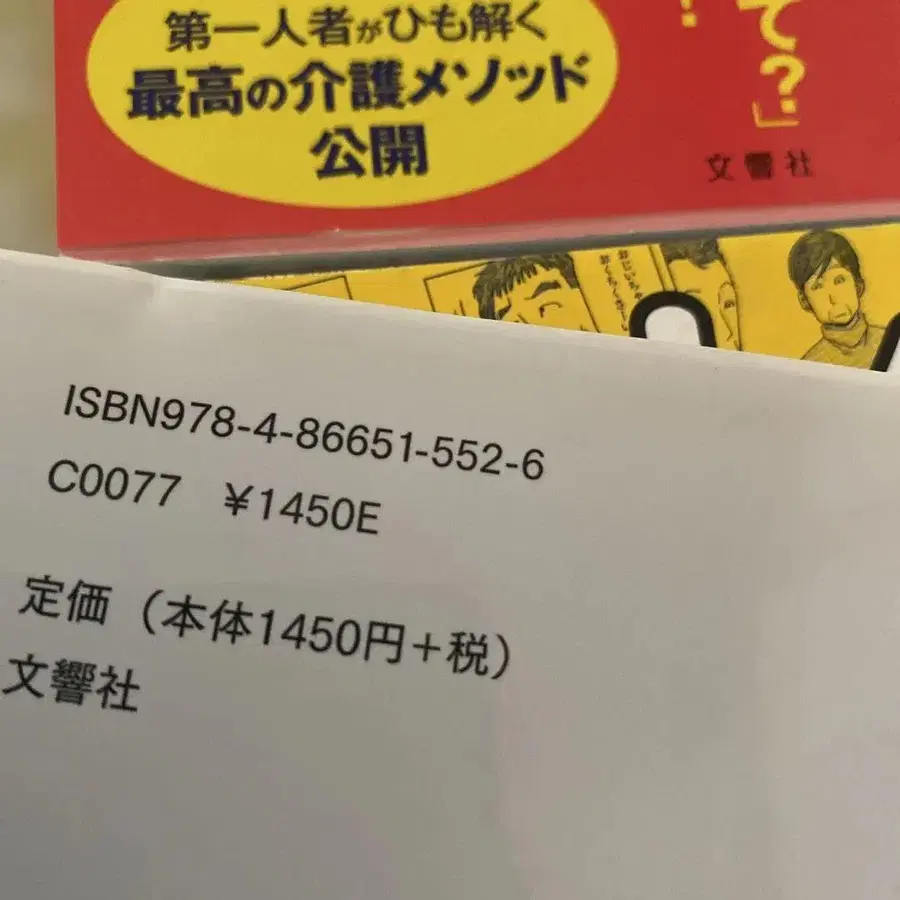 第一人者がひも解く
最高の介護メソッド
公開
て?」
!
文響社
ISBN978-4-86651-552-6
C0077 ¥1450E
定価(本体1450円+税)
文響社